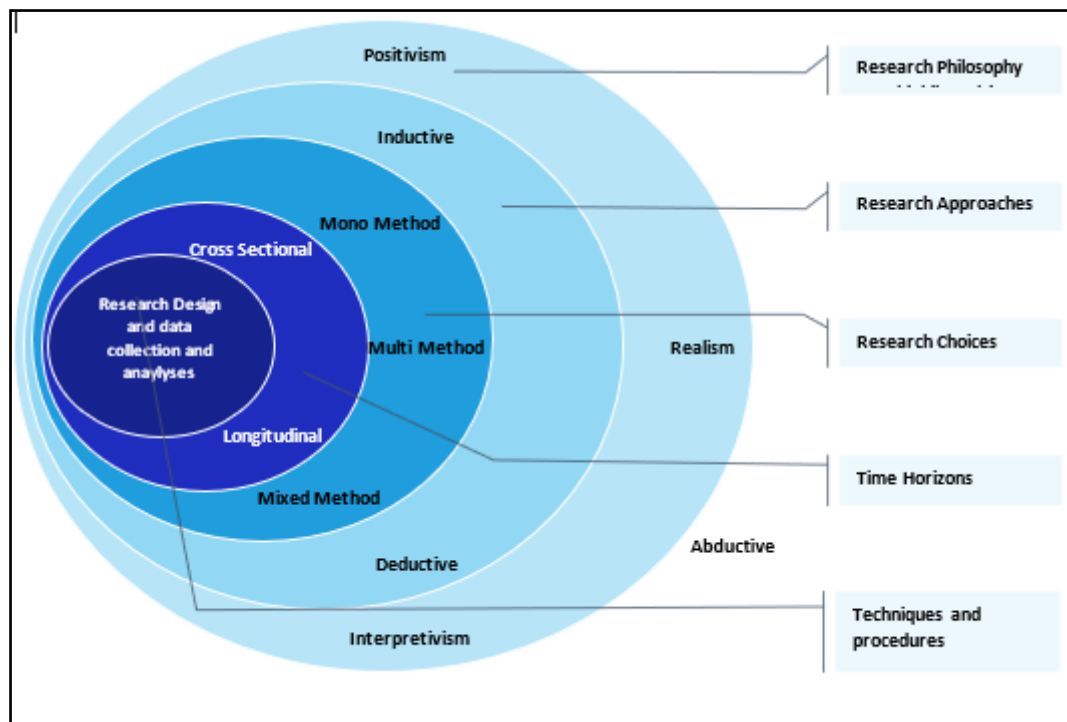 Positivism
Research Philosophy
Inductive
Research Approaches
Mono Method
Cross Sectional
Research Design
and data
collection and
anaylyses
Research Choices
Multi Method
Realism
Longitudinal
Time Horizons
Mixed Method
Abductive
Deductive
Techniques and
procedures
Interpretivism